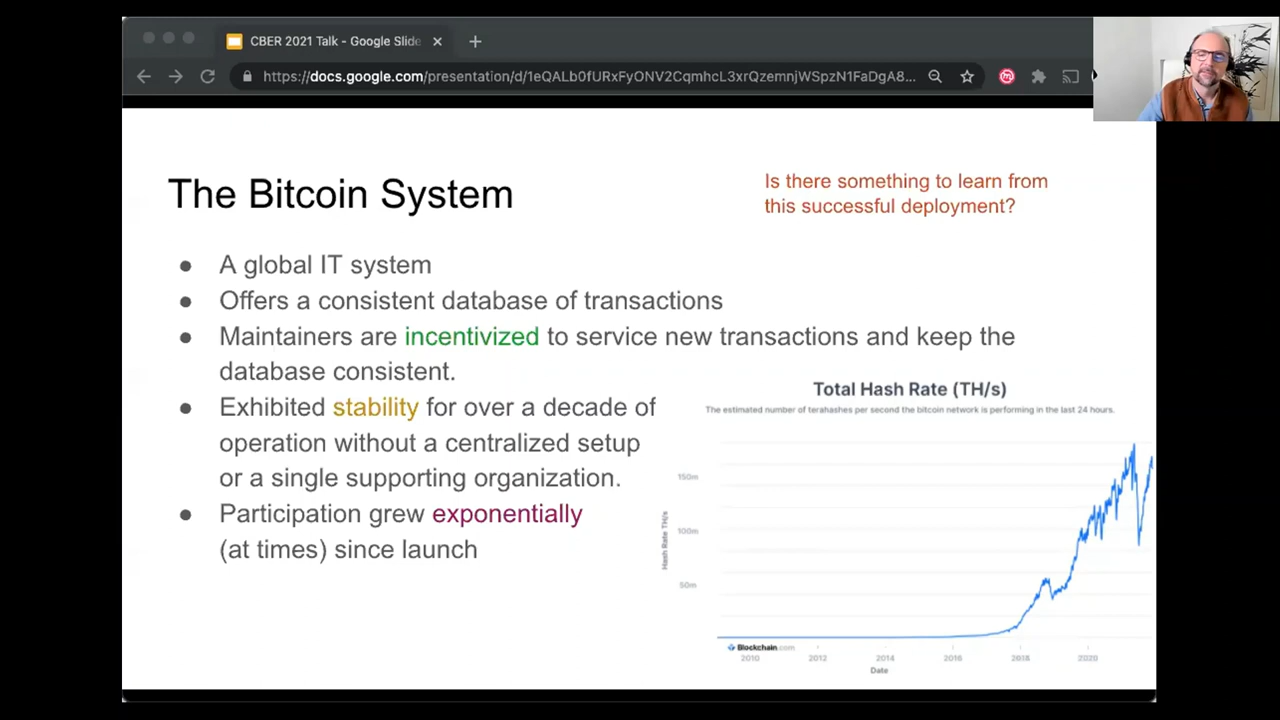 CBER 2021 Talk - Google Slide
https://docs.google.com/presentation/d/1eQALb0fURxFyONV2CqmhcL3xrQzemnjWSpzN1FaDgA8...
The Bitcoin System
Is there something to learn from
this successful deployment?
● A global IT system
● Offers a consistent database of transactions
● Maintainers are incentivized to service new transactions and keep the
database consistent.
● Exhibited stability for over a decade of
operation without a centralized setup
or a single supporting organization.
● Participation grew exponentially
(at times) since launch
Total Hash Rate (TH/s)
The estimated number of terahashes per second the bitcoin network is performing in the last 24 hours.
150m
100m
50m
Hash Rate TH/s
Blockchain.com
2010 2012 2014 2016 2018 2020
Date